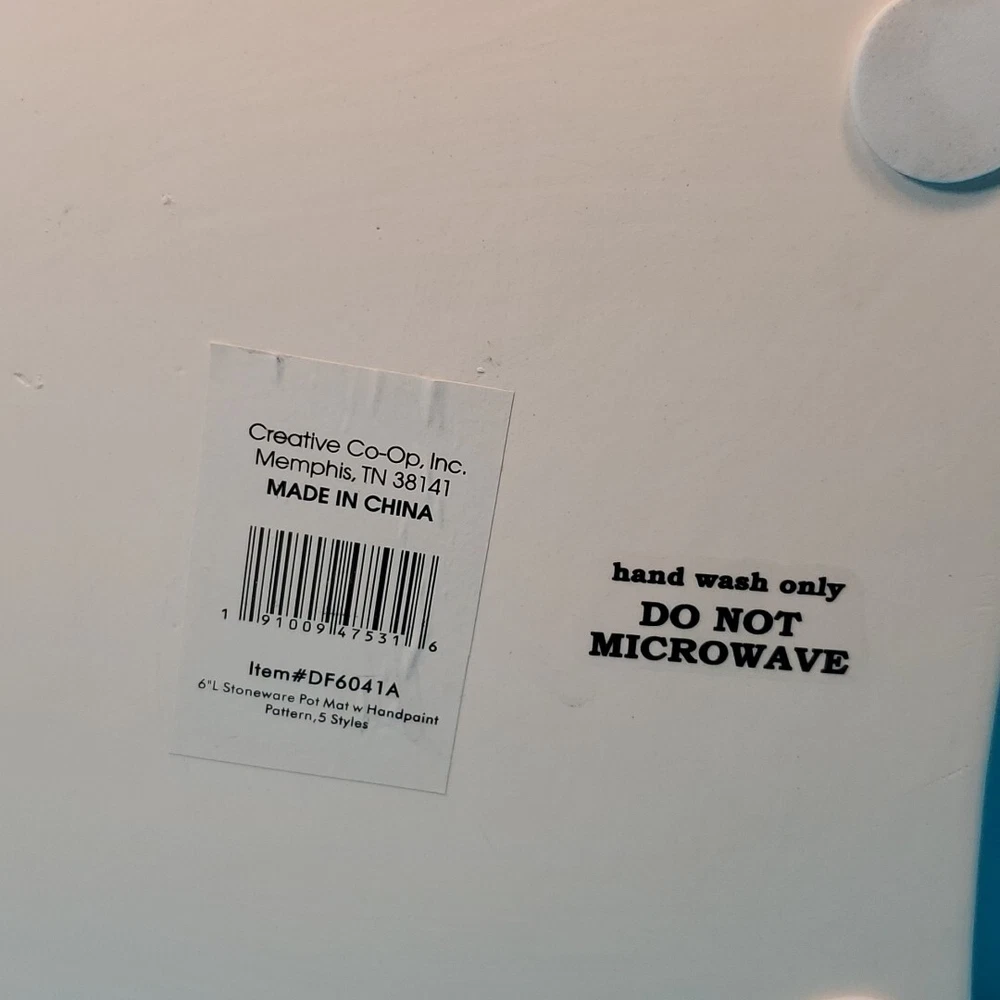 Creative Co-Op, Inc.
Memphis, TN 38141
MADE IN CHINA
1 91009 47531 6
Item#DF6041A
6"L Stoneware Pot Mat w Handpaint
Pattern,5 Styles
hand wash only
DO NOT
MICROWAVE